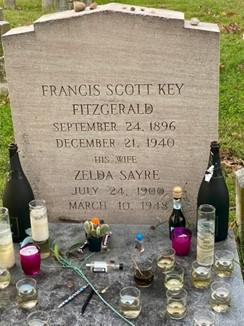 FRANCIS SCOTT KEY
FITZGERALD
SEPTEMBER 24, 1896
DECEMBER 21, 1940
HIS WIFE
ZELDA SAYRE
JULY 24, 1900
MARCH 10, 1948